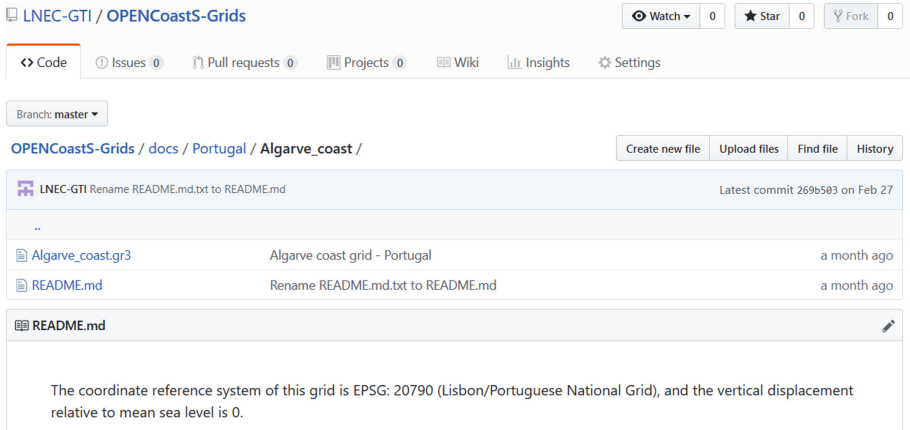 LNEC-GTI / OPENCoastS-Grids
Watch 0 Star 0 Fork 0
Code Issues 0 Pull requests 0 Projects 0 Wiki Insights Settings
Branch: master
OPENCoastS-Grids / docs / Portugal / Algarve_coast /
Create new file Upload files Find file History
LNEC-GTI Rename README.md.txt to README.md Latest commit 269b503 on Feb 27
..
Algarve_coast.gr3 Algarve coast grid - Portugal a month ago
README.md Rename README.md.txt to README.md a month ago
README.md
The coordinate reference system of this grid is EPSG: 20790 (Lisbon/Portuguese National Grid), and the vertical displacement
relative to mean sea level is 0.